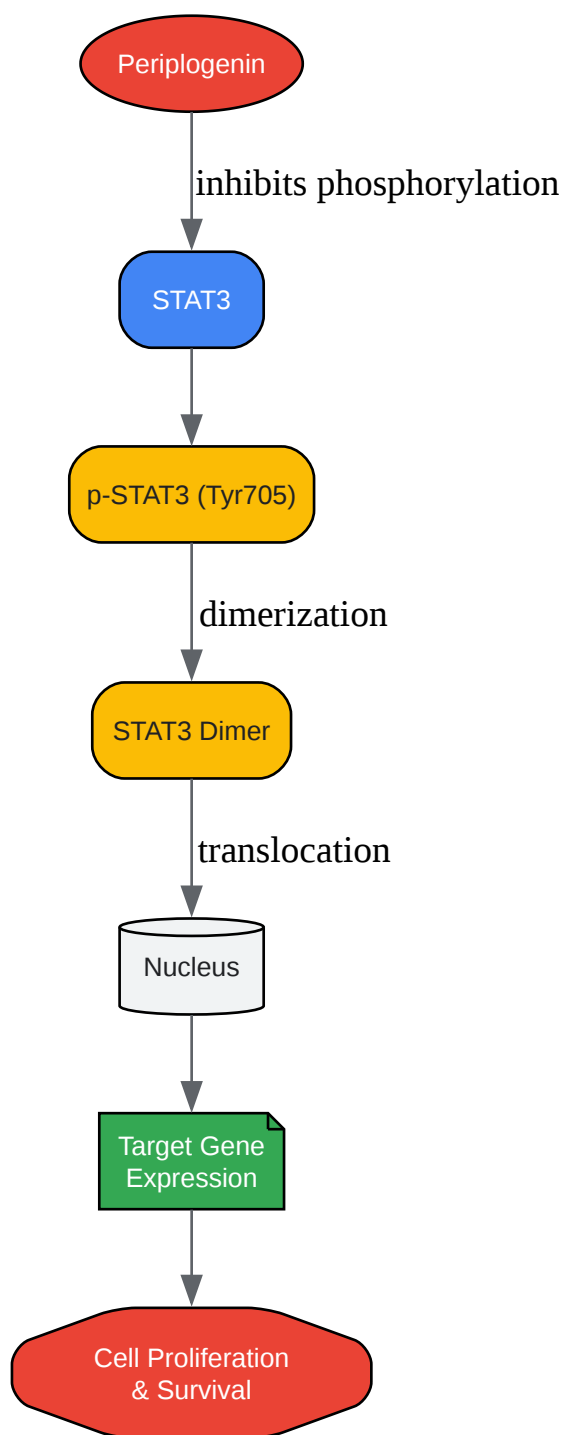 Periplogenin
inhibits phosphorylation
STAT3
p-STAT3 (Tyr705)
dimerization
STAT3 Dimer
translocation
Nucleus
Target Gene
Expression
Cell Proliferation
& Survival